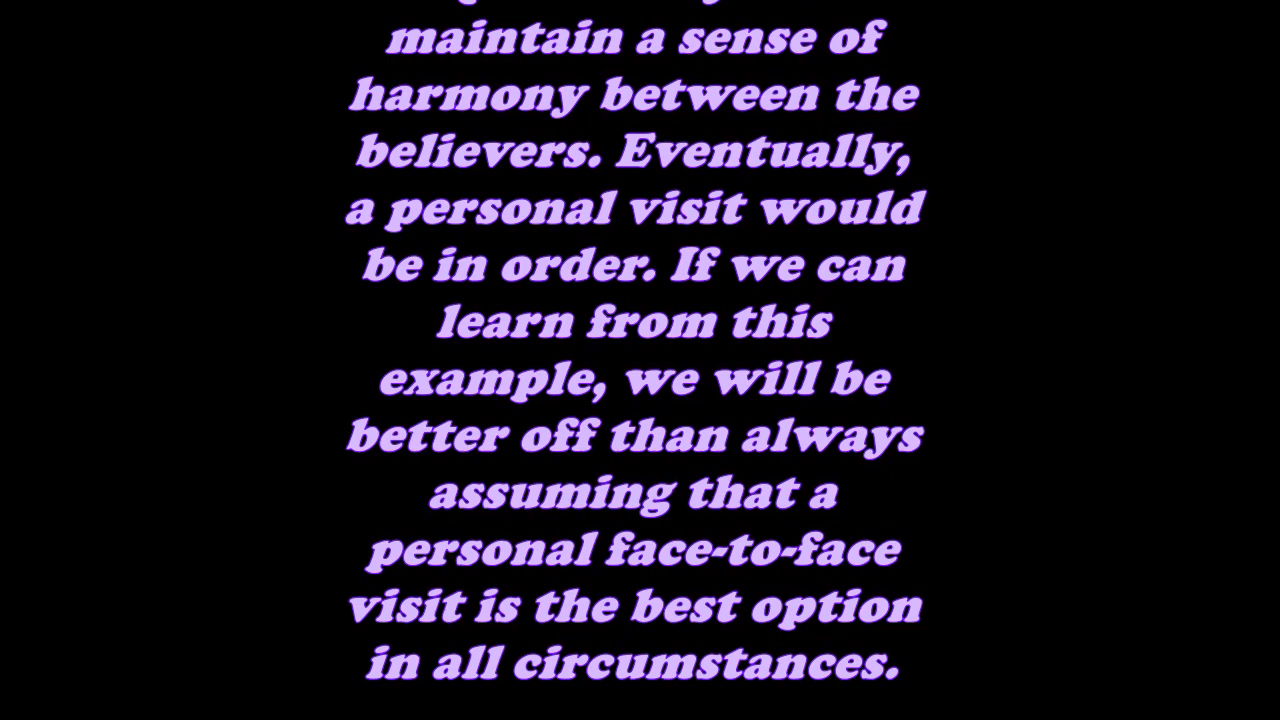 maintain a sense of
harmony between the
believers. Eventually,
a personal visit would
be in order. If we can
learn from this
example, we will be
better off than always
assuming that a
personal face-to-face
visit is the best option
in all circumstances.